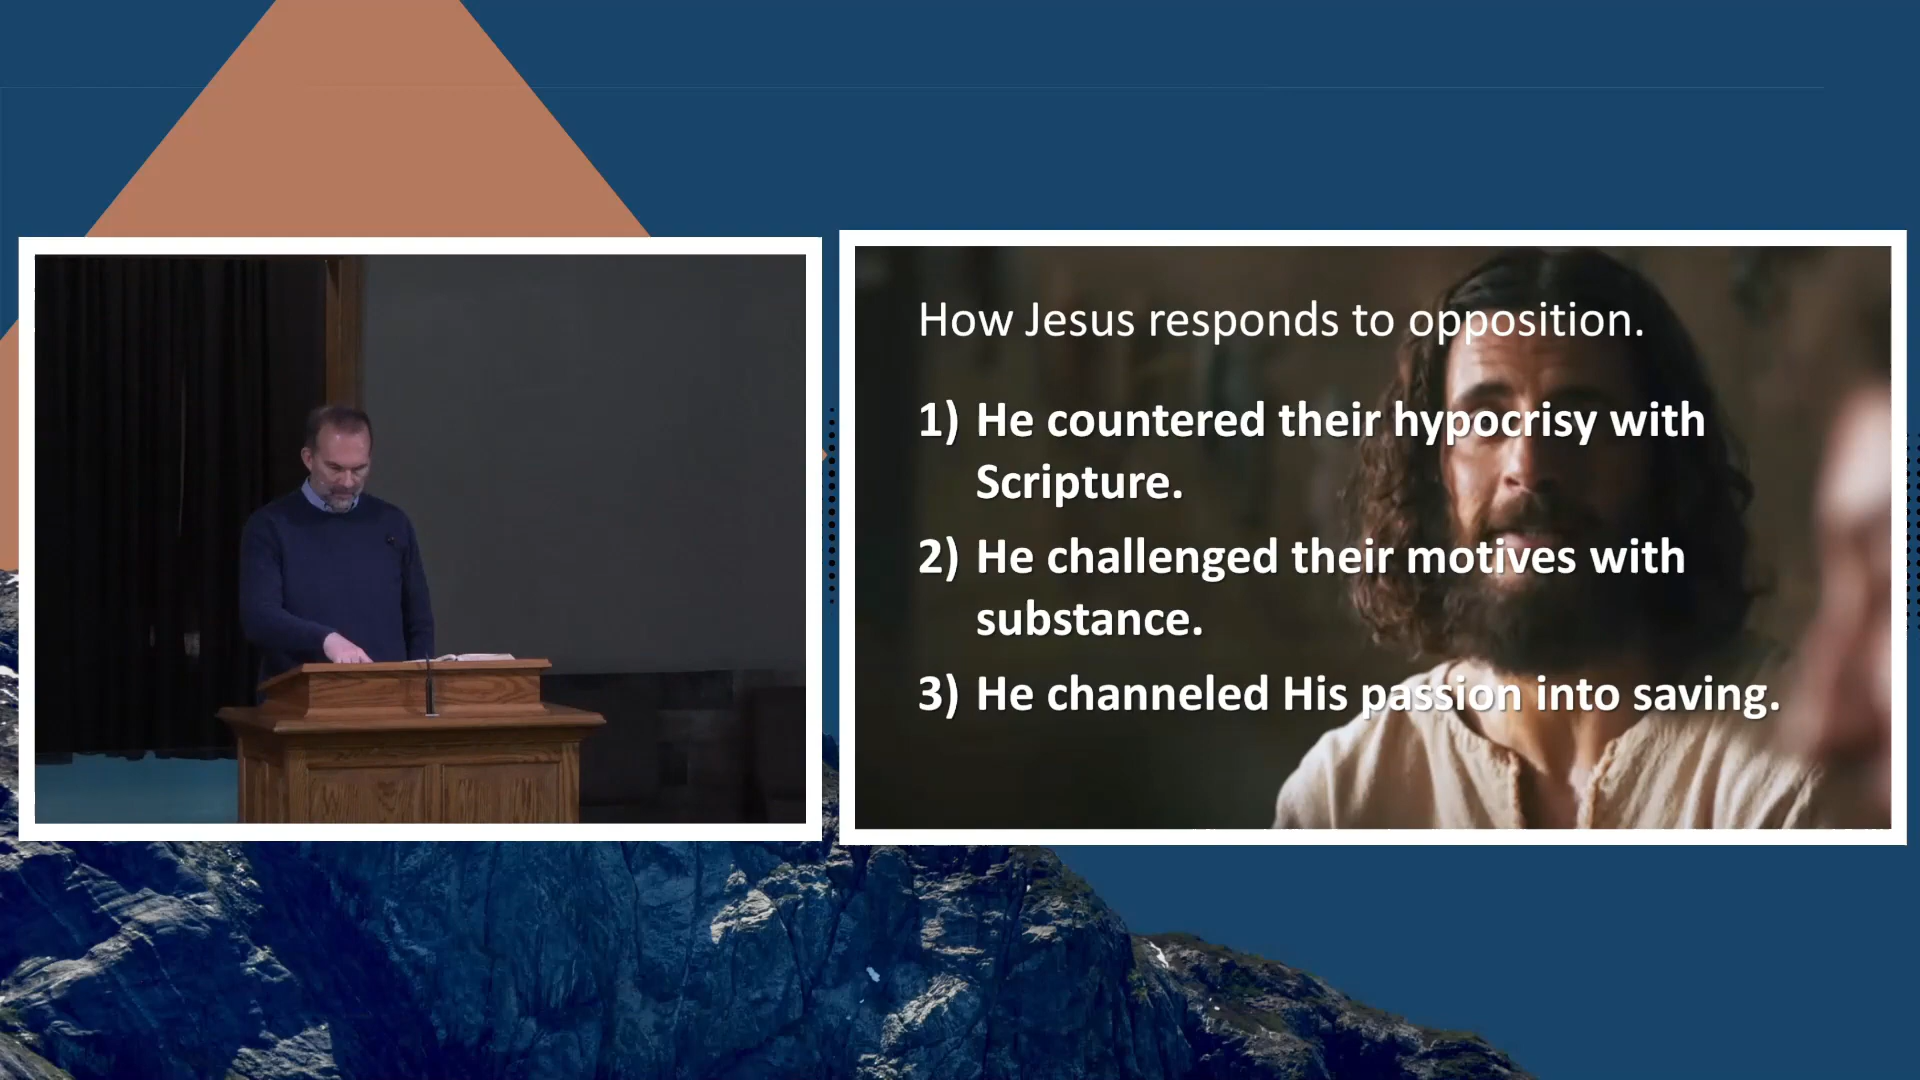 How Jesus responds to opposition.
1) He countered their hypocrisy with
Scripture.
2) He challenged their motives with
substance.
3) He channeled His passion into saving.